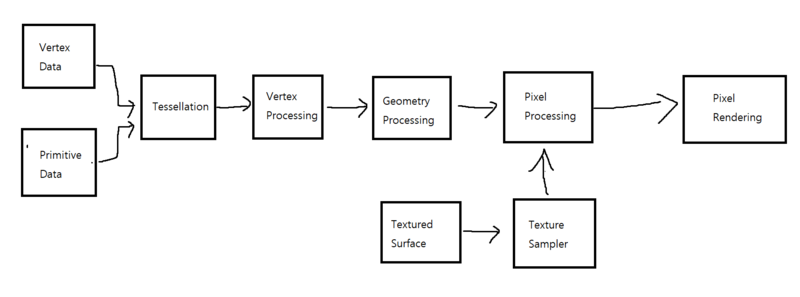 Vertex
Data
Primitive
Data
Tessellation
Vertex
Processing
Geometry
Processing
Pixel
Processing
Pixel
Rendering
Textured
Surface
Texture
Sampler